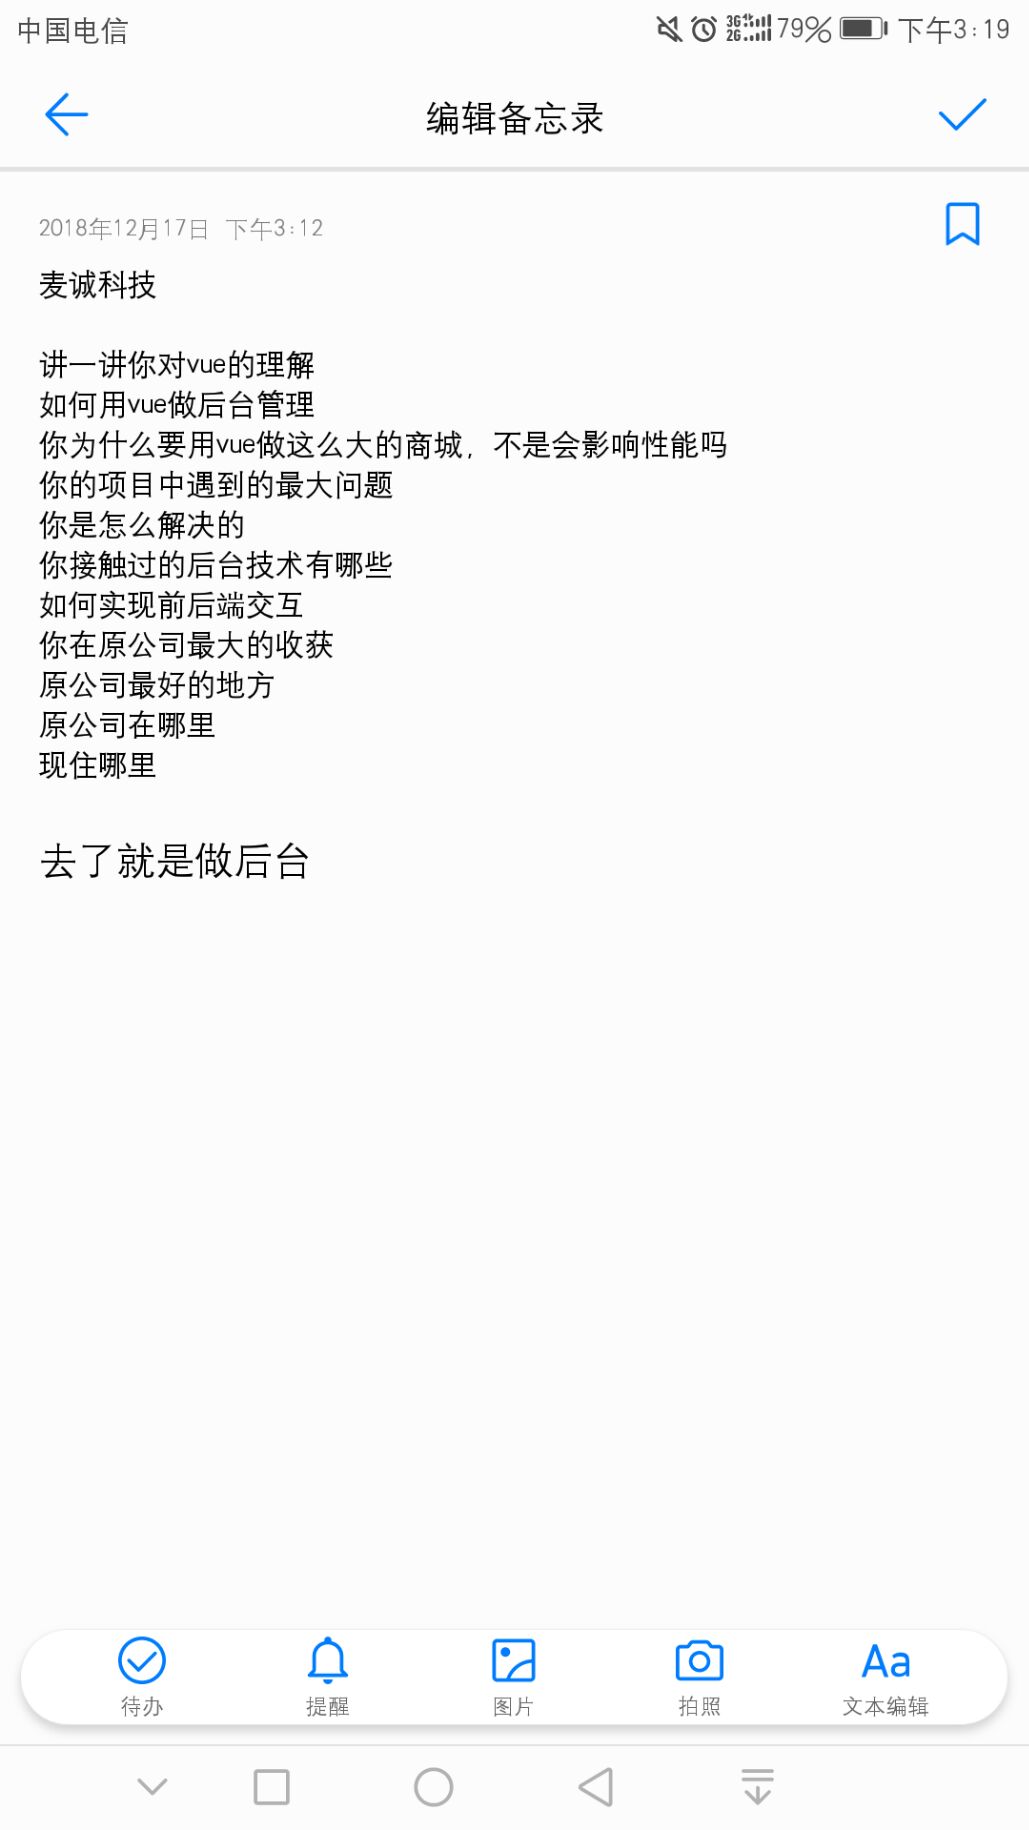 中国电信
3G 1X 2G 79% 下午3:19
编辑备忘录
2018年12月17日 下午3:12
麦诚科技
讲一讲你对vue的理解
如何用vue做后台管理
你为什么要用vue做这么大的商城，不是会影响性能吗
你的项目中遇到的最大问题
你是怎么解决的
你接触过的后台技术有哪些
如何实现前后端交互
你在原公司最大的收获
原公司最好的地方
原公司在哪里
现住哪里
去了就是做后台
待办 提醒 图片 拍照 Aa 文本编辑